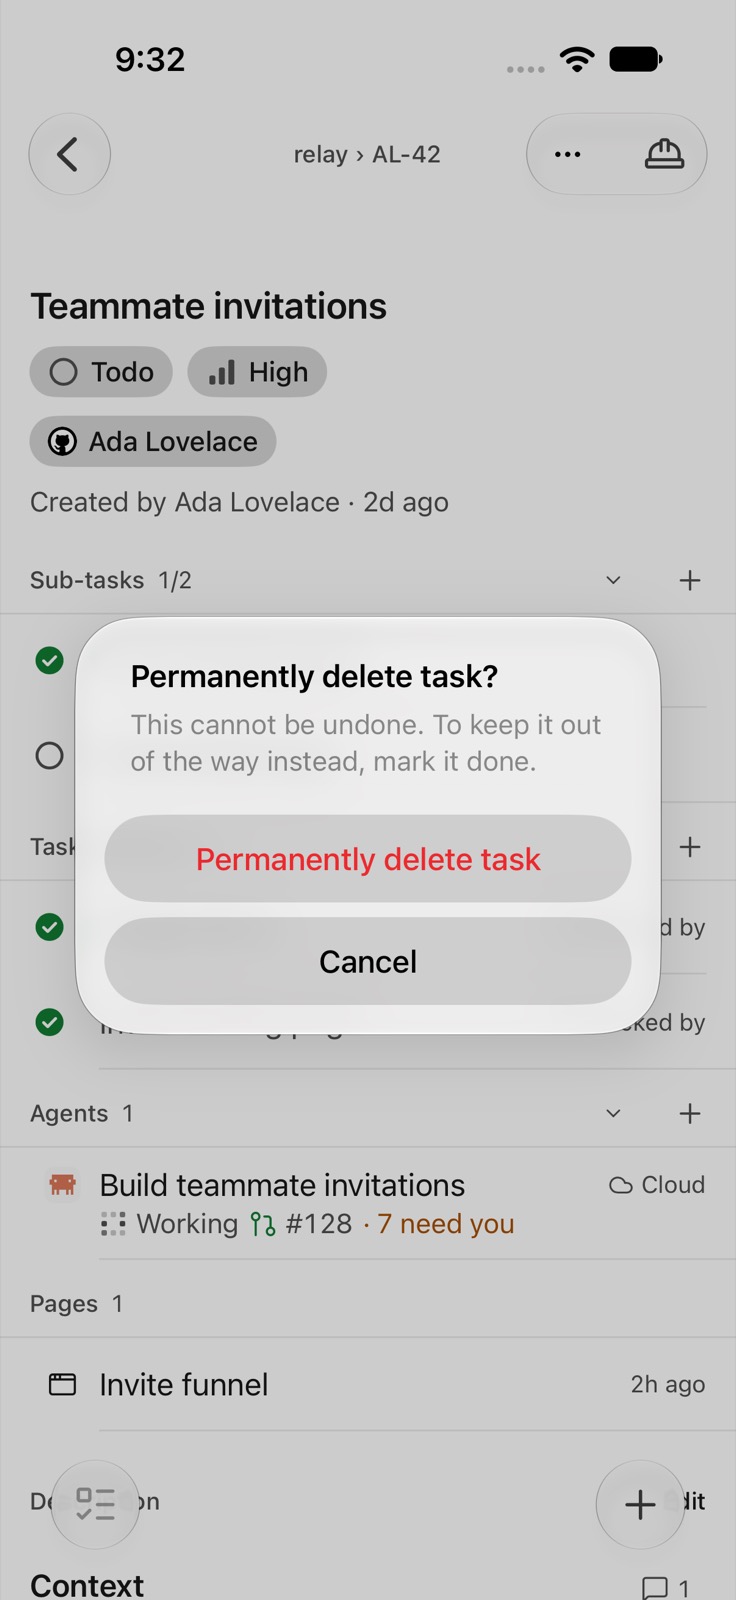 9:32
relay › AL-42
Teammate invitations
Todo
High
Ada Lovelace
Created by Ada Lovelace · 2d ago
Sub-tasks 1/2
Permanently delete task?
This cannot be undone. To keep it out
of the way instead, mark it done.
Permanently delete task
Cancel
by
by
Agents 1
Build teammate invitations
Cloud
Working #128 · 7 need you
Pages 1
Invite funnel
2h ago
Context
1